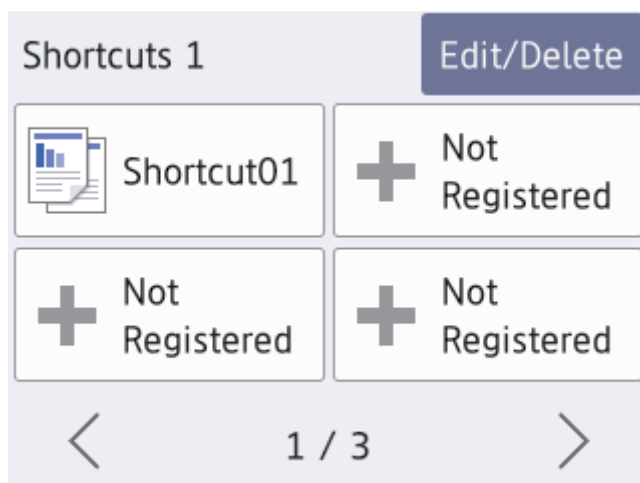 Shortcuts 1
Edit/Delete
Shortcut01
Not
Registered
Not
Registered
Not
Registered
1 / 3